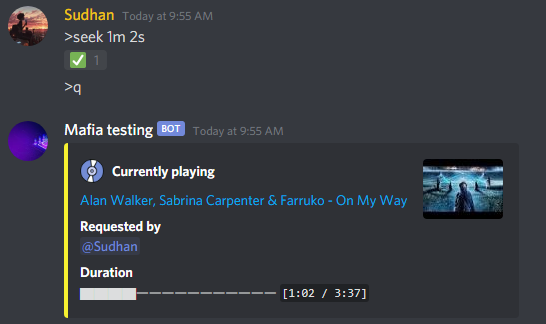 Sudhan Today at 9:55 AM
>seek 1m 2s
✅ 1
>q
Mafia testing BOT Today at 9:55 AM
Currently playing
Alan Walker, Sabrina Carpenter & Farruko - On My Way
Requested by
@Sudhan
Duration
[1:02 / 3:37]